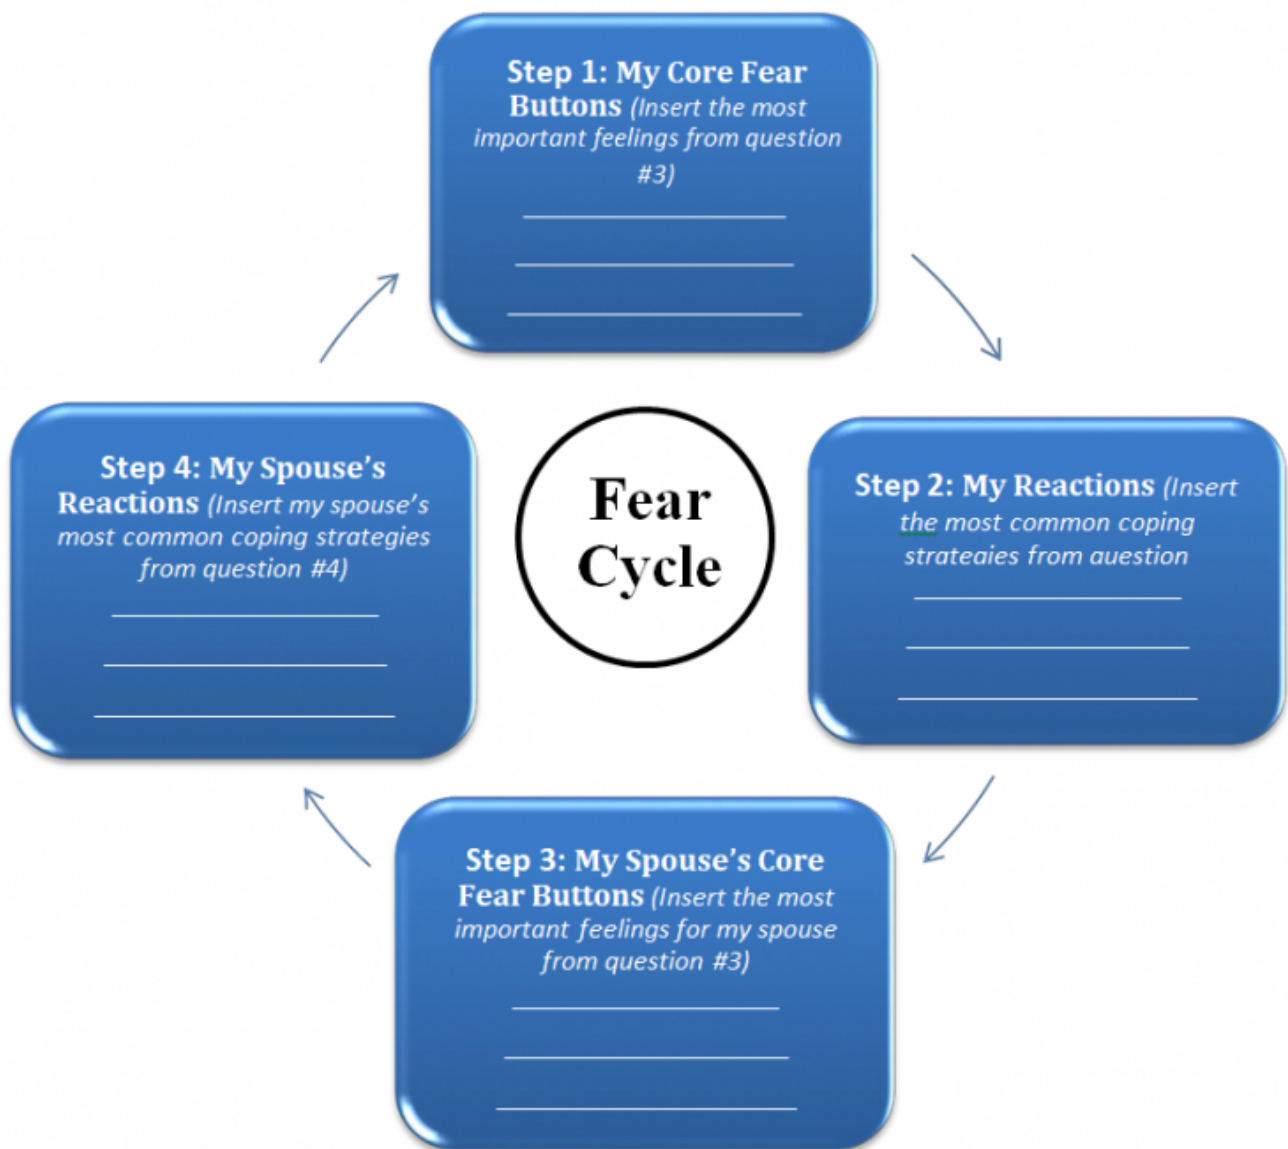 Step 1: My Core Fear
Buttons (Insert the most
important feelings from question
#3)
Step 4: My Spouse's
Reactions (Insert my spouse's
most common coping strategies
from question #4)
Fear
Cycle
Step 2: My Reactions (Insert
the most common coping
strategies from question
Step 3: My Spouse's Core
Fear Buttons (Insert the most
important feelings for my spouse
from question #3)